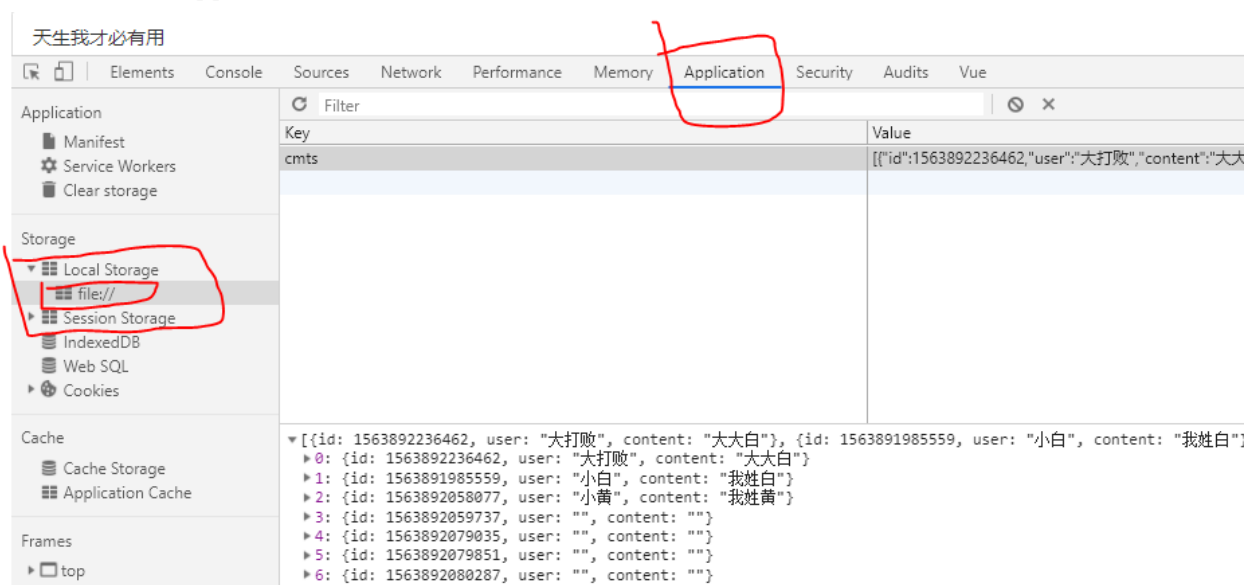 天生我才必有用
Elements Console Sources Network Performance Memory Application Security Audits Vue
Application
Manifest
Service Workers
Clear storage
Storage
Local Storage
file://
Session Storage
IndexedDB
Web SQL
Cookies
Cache
Cache Storage
Application Cache
Frames
top
Filter
Key Value
cmts [{"id":1563892236462,"user":"大打败","content":"大大
[{id: 1563892236462, user: "大打败", content: "大大白"}, {id: 1563891985559, user: "小白", content: "我姓白"}
0: {id: 1563892236462, user: "大打败", content: "大大白"}
1: {id: 1563891985559, user: "小白", content: "我姓白"}
2: {id: 1563892058077, user: "小黄", content: "我姓黄"}
3: {id: 1563892059737, user: "", content: ""}
4: {id: 1563892079035, user: "", content: ""}
5: {id: 1563892079851, user: "", content: ""}
6: {id: 1563892080287, user: "", content: ""}